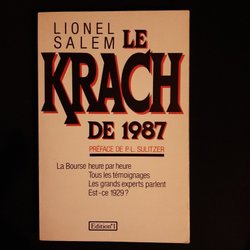 LIONEL
SALEM
LE
KRACH
DE 1987
PRÉFACE DE P.-L. SULITZER
La Bourse heure par heure
Tous les témoignages
Les grands experts parlent
Est-ce 1929?
Édition°1